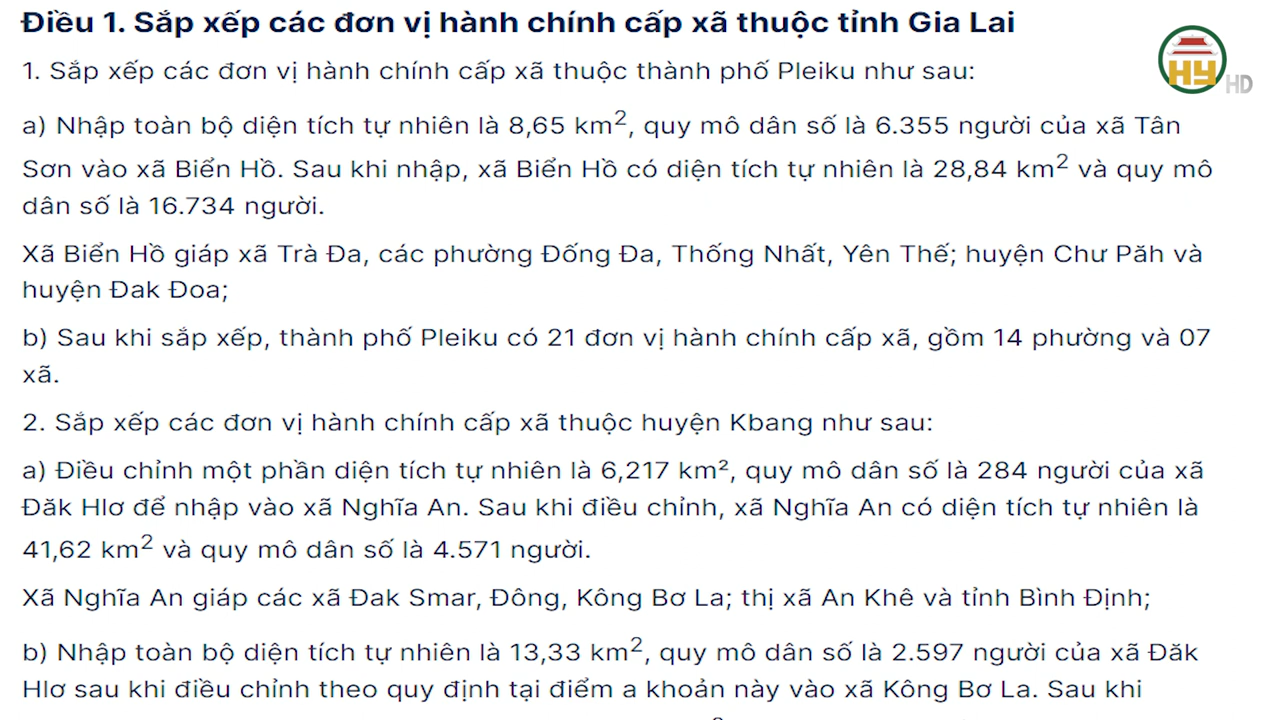 Điều 1. Sắp xếp các đơn vị hành chính cấp xã thuộc tỉnh Gia Lai
HY HD
1. Sắp xếp các đơn vị hành chính cấp xã thuộc thành phố Pleiku như sau:
a) Nhập toàn bộ diện tích tự nhiên là 8,65 km², quy mô dân số là 6.355 người của xã Tân
Sơn vào xã Biển Hồ. Sau khi nhập, xã Biển Hồ có diện tích tự nhiên là 28,84 km² và quy mô
dân số là 16.734 người.
Xã Biển Hồ giáp xã Trà Đa, các phường Đống Đa, Thống Nhất, Yên Thế; huyện Chư Păh và
huyện Đak Đoa;
b) Sau khi sắp xếp, thành phố Pleiku có 21 đơn vị hành chính cấp xã, gồm 14 phường và 07
xã.
2. Sắp xếp các đơn vị hành chính cấp xã thuộc huyện Kbang như sau:
a) Điều chỉnh một phần diện tích tự nhiên là 6,217 km², quy mô dân số là 284 người của xã
Đăk Hlơ để nhập vào xã Nghĩa An. Sau khi điều chỉnh, xã Nghĩa An có diện tích tự nhiên là
41,62 km² và quy mô dân số là 4.571 người.
Xã Nghĩa An giáp các xã Đak Smar, Đông, Kông Bơ La; thị xã An Khê và tỉnh Bình Định;
b) Nhập toàn bộ diện tích tự nhiên là 13,33 km², quy mô dân số là 2.597 người của xã Đăk
Hlơ sau khi điều chỉnh theo quy định tại điểm a khoản này vào xã Kông Bơ La. Sau khi